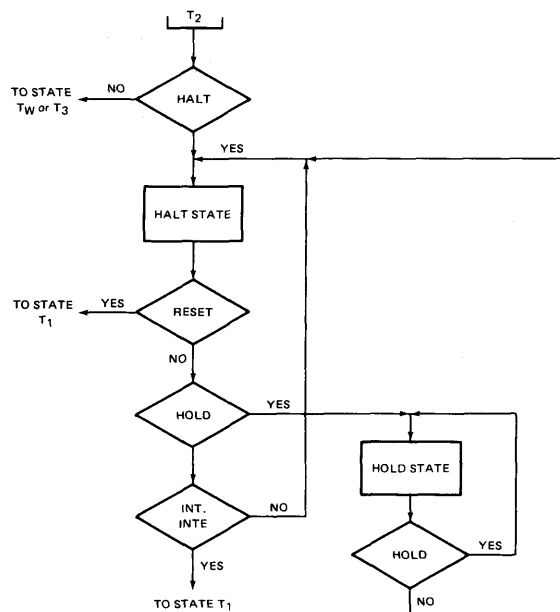 T2
HALT
NO
TO STATE
TW or T3
YES
HALT STATE
RESET
YES
TO STATE
T1
NO
HOLD
YES
HOLD STATE
INT.
INTE
NO
HOLD
YES
YES
NO
TO STATE T1